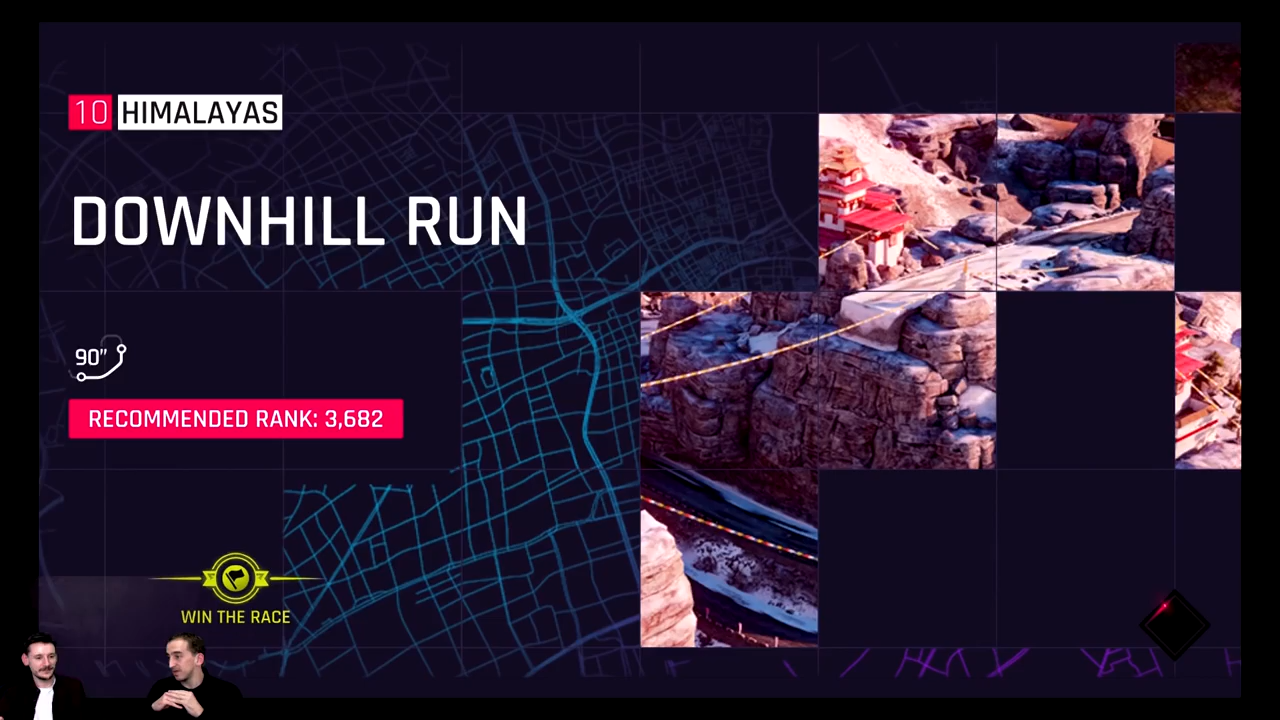 10 HIMALAYAS
DOWNHILL RUN
90"
RECOMMENDED RANK: 3,682
WIN THE RACE